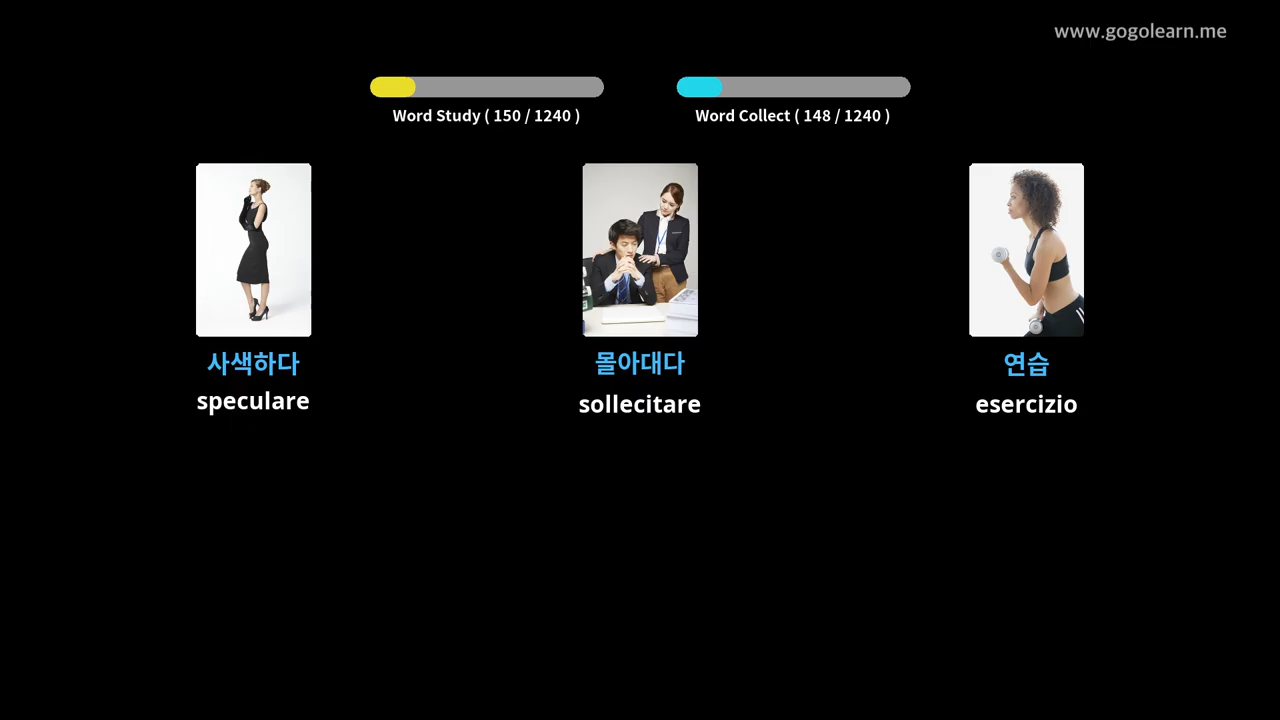 www.gogolearn.me
Word Study ( 150 / 1240 )
Word Collect ( 148 / 1240 )
사색하다
speculare
몰아대다
sollecitare
연습
esercizio